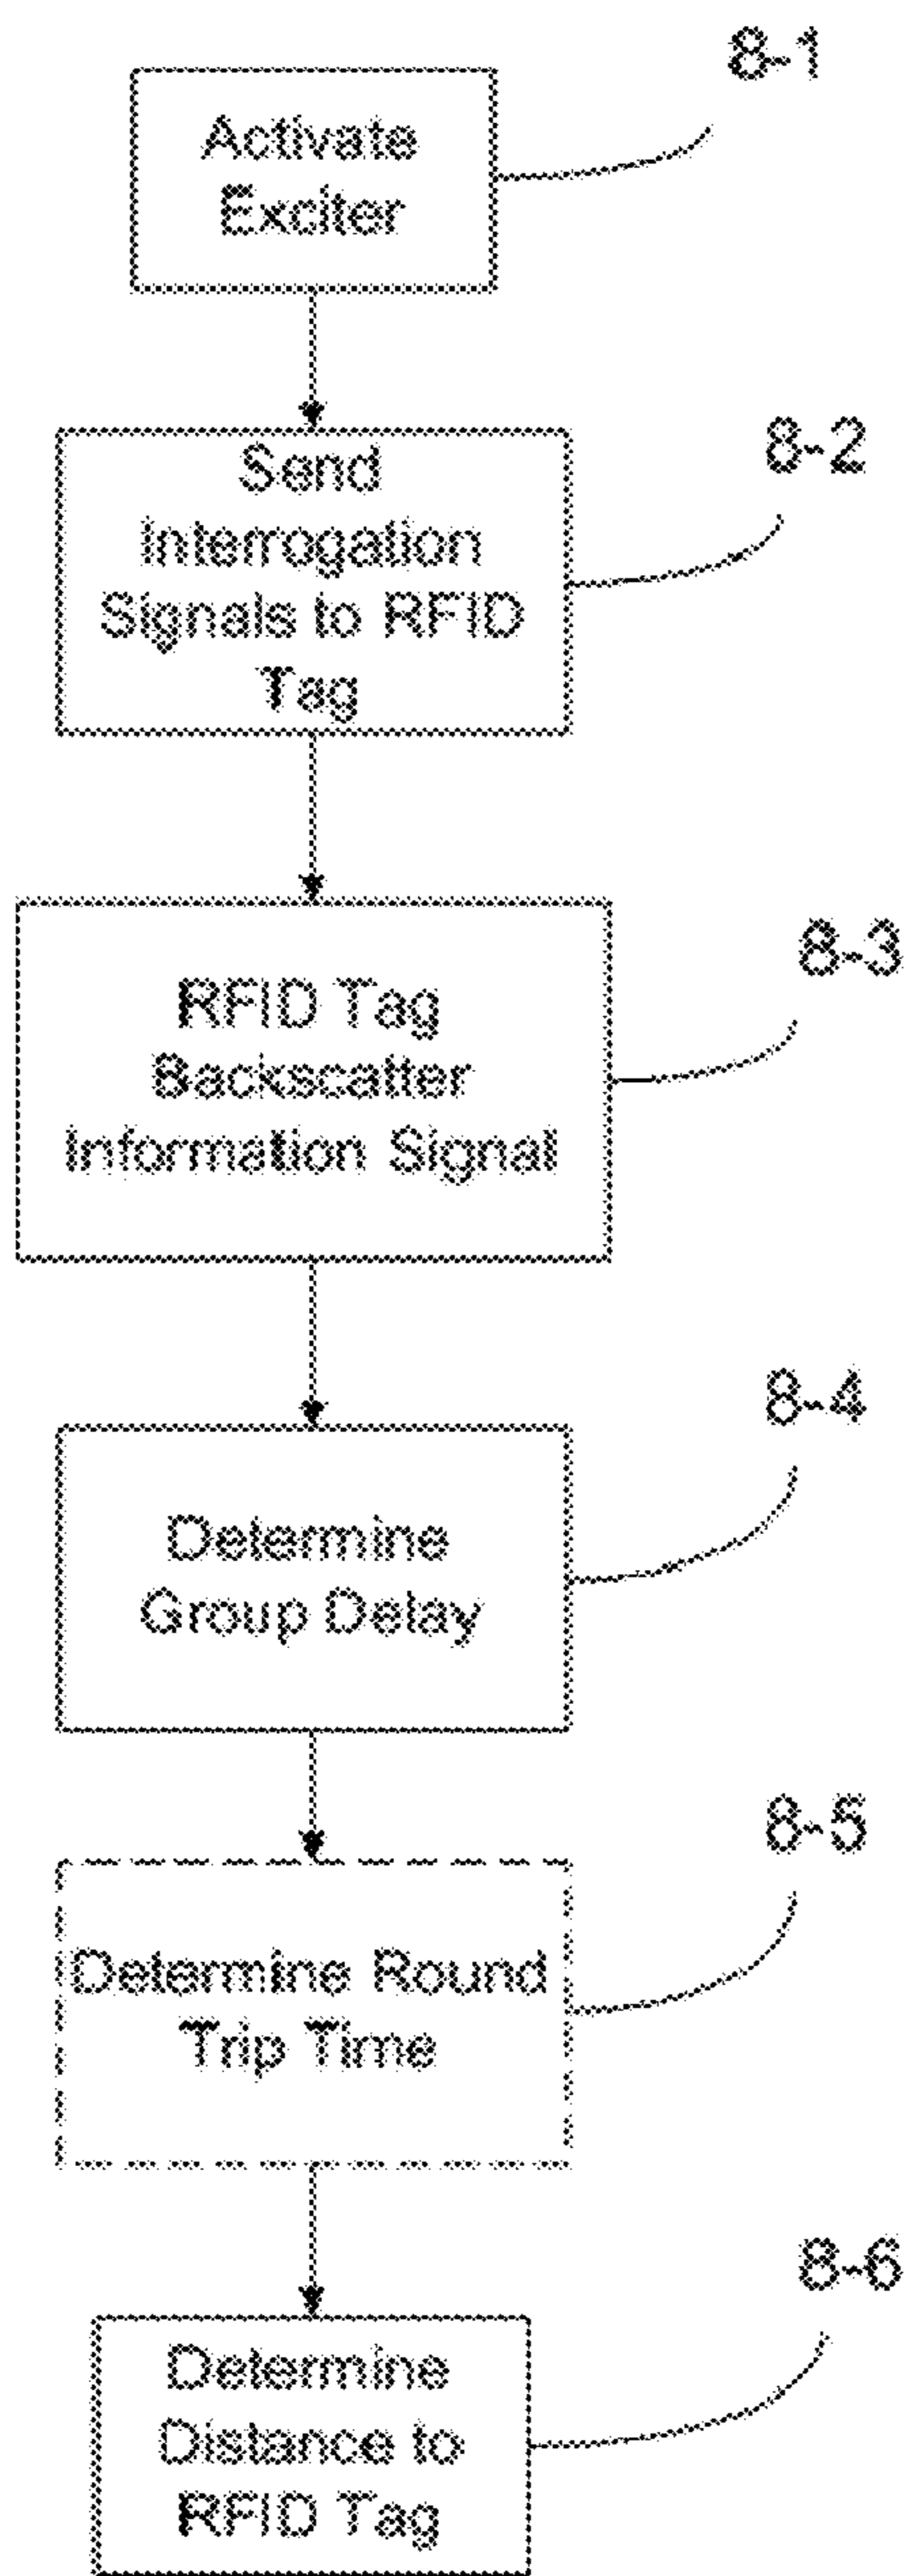 8-1
Activate
Exciter
8-2
Send
Interrogation
Signals to RFID
Tag
8-3
RFID Tag
Backscatter
Information Signal
8-4
Determine
Group Delay
8-5
Determine Round
Trip Time
8-6
Determine
Distance to
RFID Tag